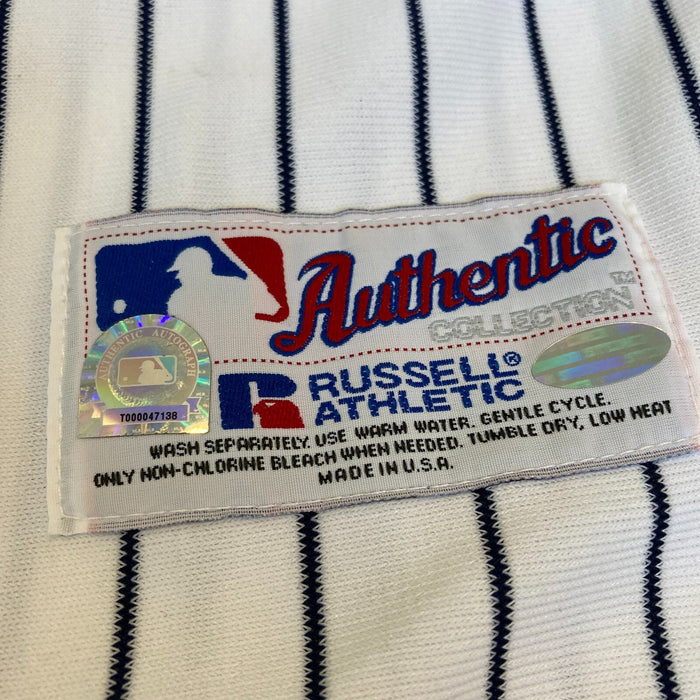 Authentic
COLLECTION™
AUTHENTIC AUTOGRAPH
T000047138
RUSSELL®
ATHLETIC
WASH SEPARATELY. USE WARM WATER. GENTLE CYCLE.
ONLY NON-CHLORINE BLEACH WHEN NEEDED. TUMBLE DRY, LOW HEAT
MADE IN U.S.A.